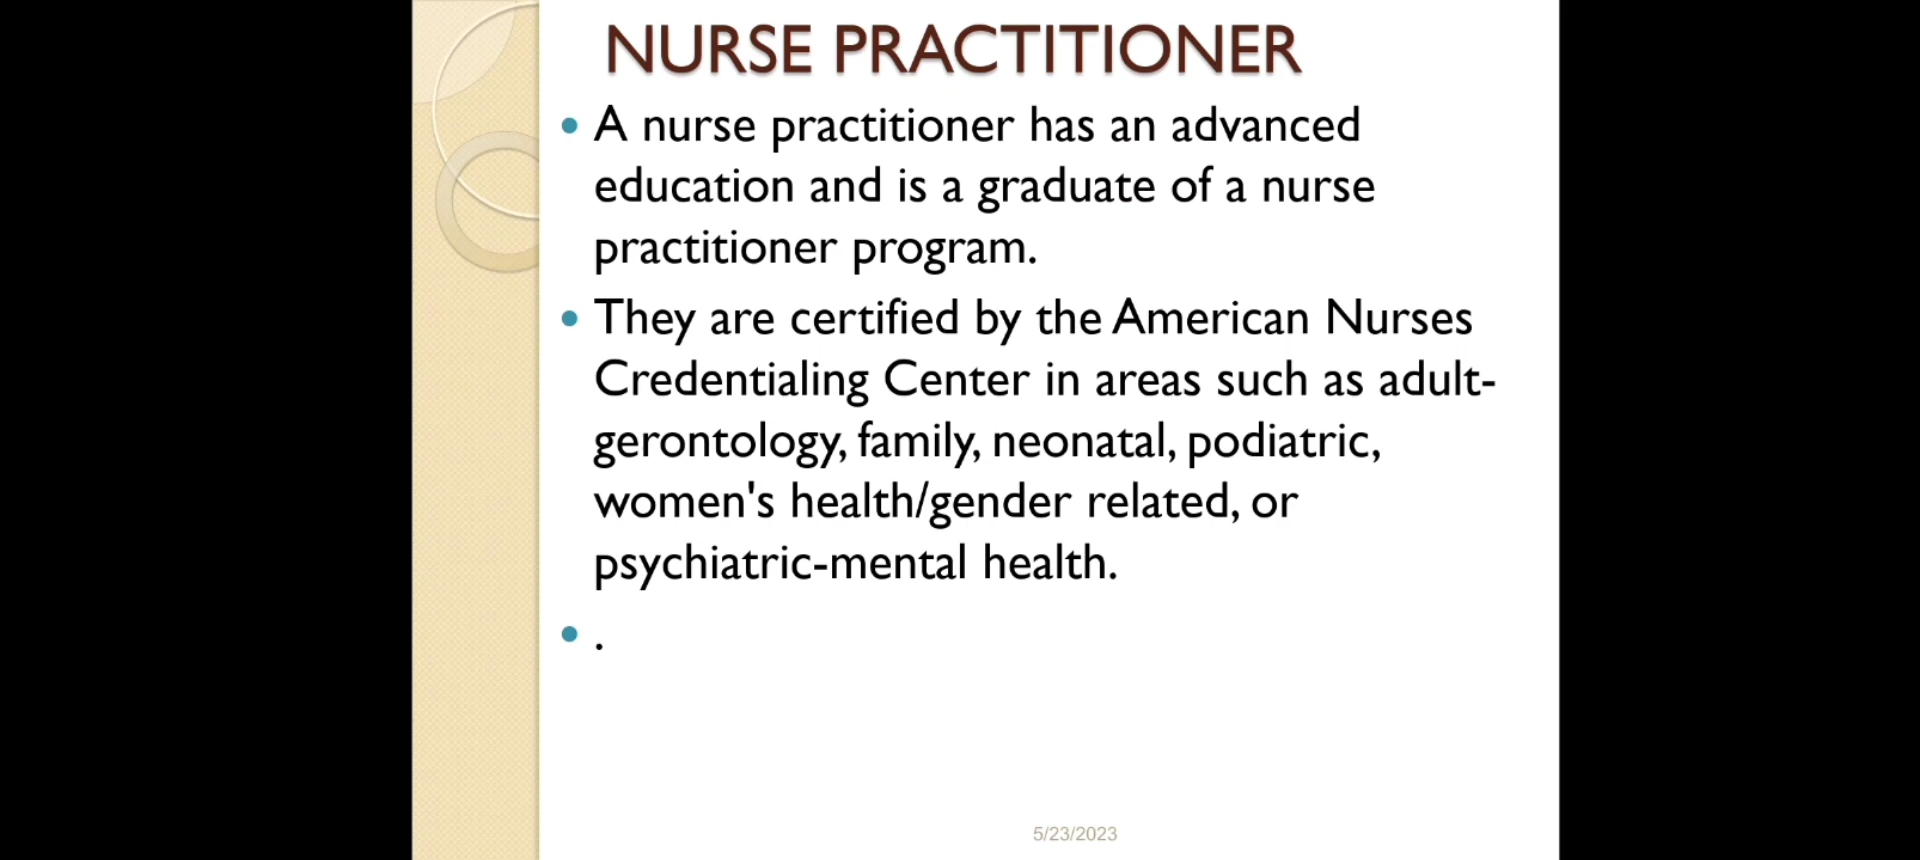 NURSE PRACTITIONER
• A nurse practitioner has an advanced
education and is a graduate of a nurse
practitioner program.
• They are certified by the American Nurses
Credentialing Center in areas such as adult-
gerontology, family, neonatal, podiatric,
women's health/gender related, or
psychiatric-mental health.
• .
5/23/2023